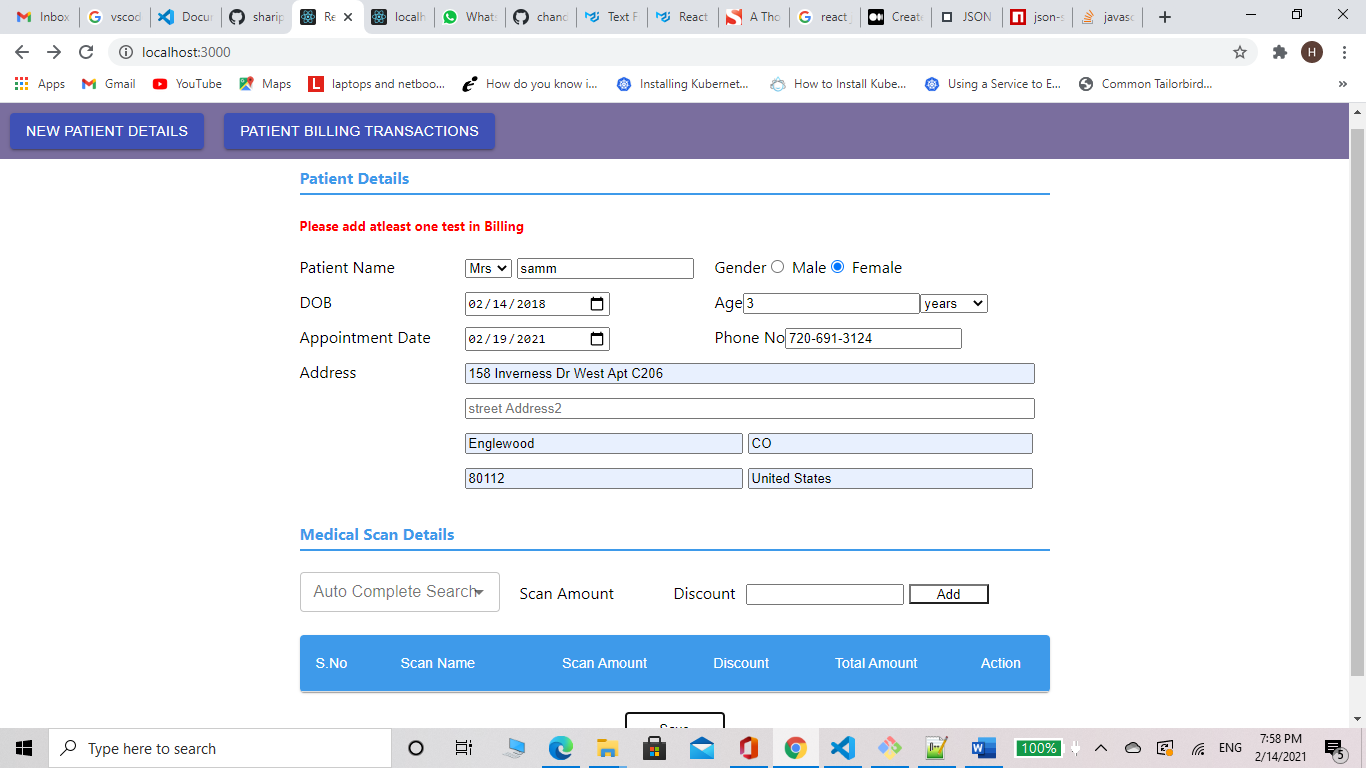 Inbox vscod Docur sharip Re localh What: chand Text F React A Tho react j Create JSON json-s javasc
localhost:3000 H
Apps Gmail YouTube Maps laptops and netboo... How do you know i... Installing Kubernet... How to Install Kube... Using a Service to E... Common Tailorbird... »
NEW PATIENT DETAILS PATIENT BILLING TRANSACTIONS
Patient Details
Please add atleast one test in Billing
Patient Name Mrs samm Gender Male Female
DOB 02/14/2018 Age 3 years
Appointment Date 02/19/2021 Phone No 720-691-3124
Address 158 Inverness Dr West Apt C206
street Address2
Englewood CO
80112 United States
Medical Scan Details
Auto Complete Search Scan Amount Discount Add
S.No Scan Name Scan Amount Discount Total Amount Action
Save
Type here to search 100% ENG 7:58 PM
2/14/2021 5